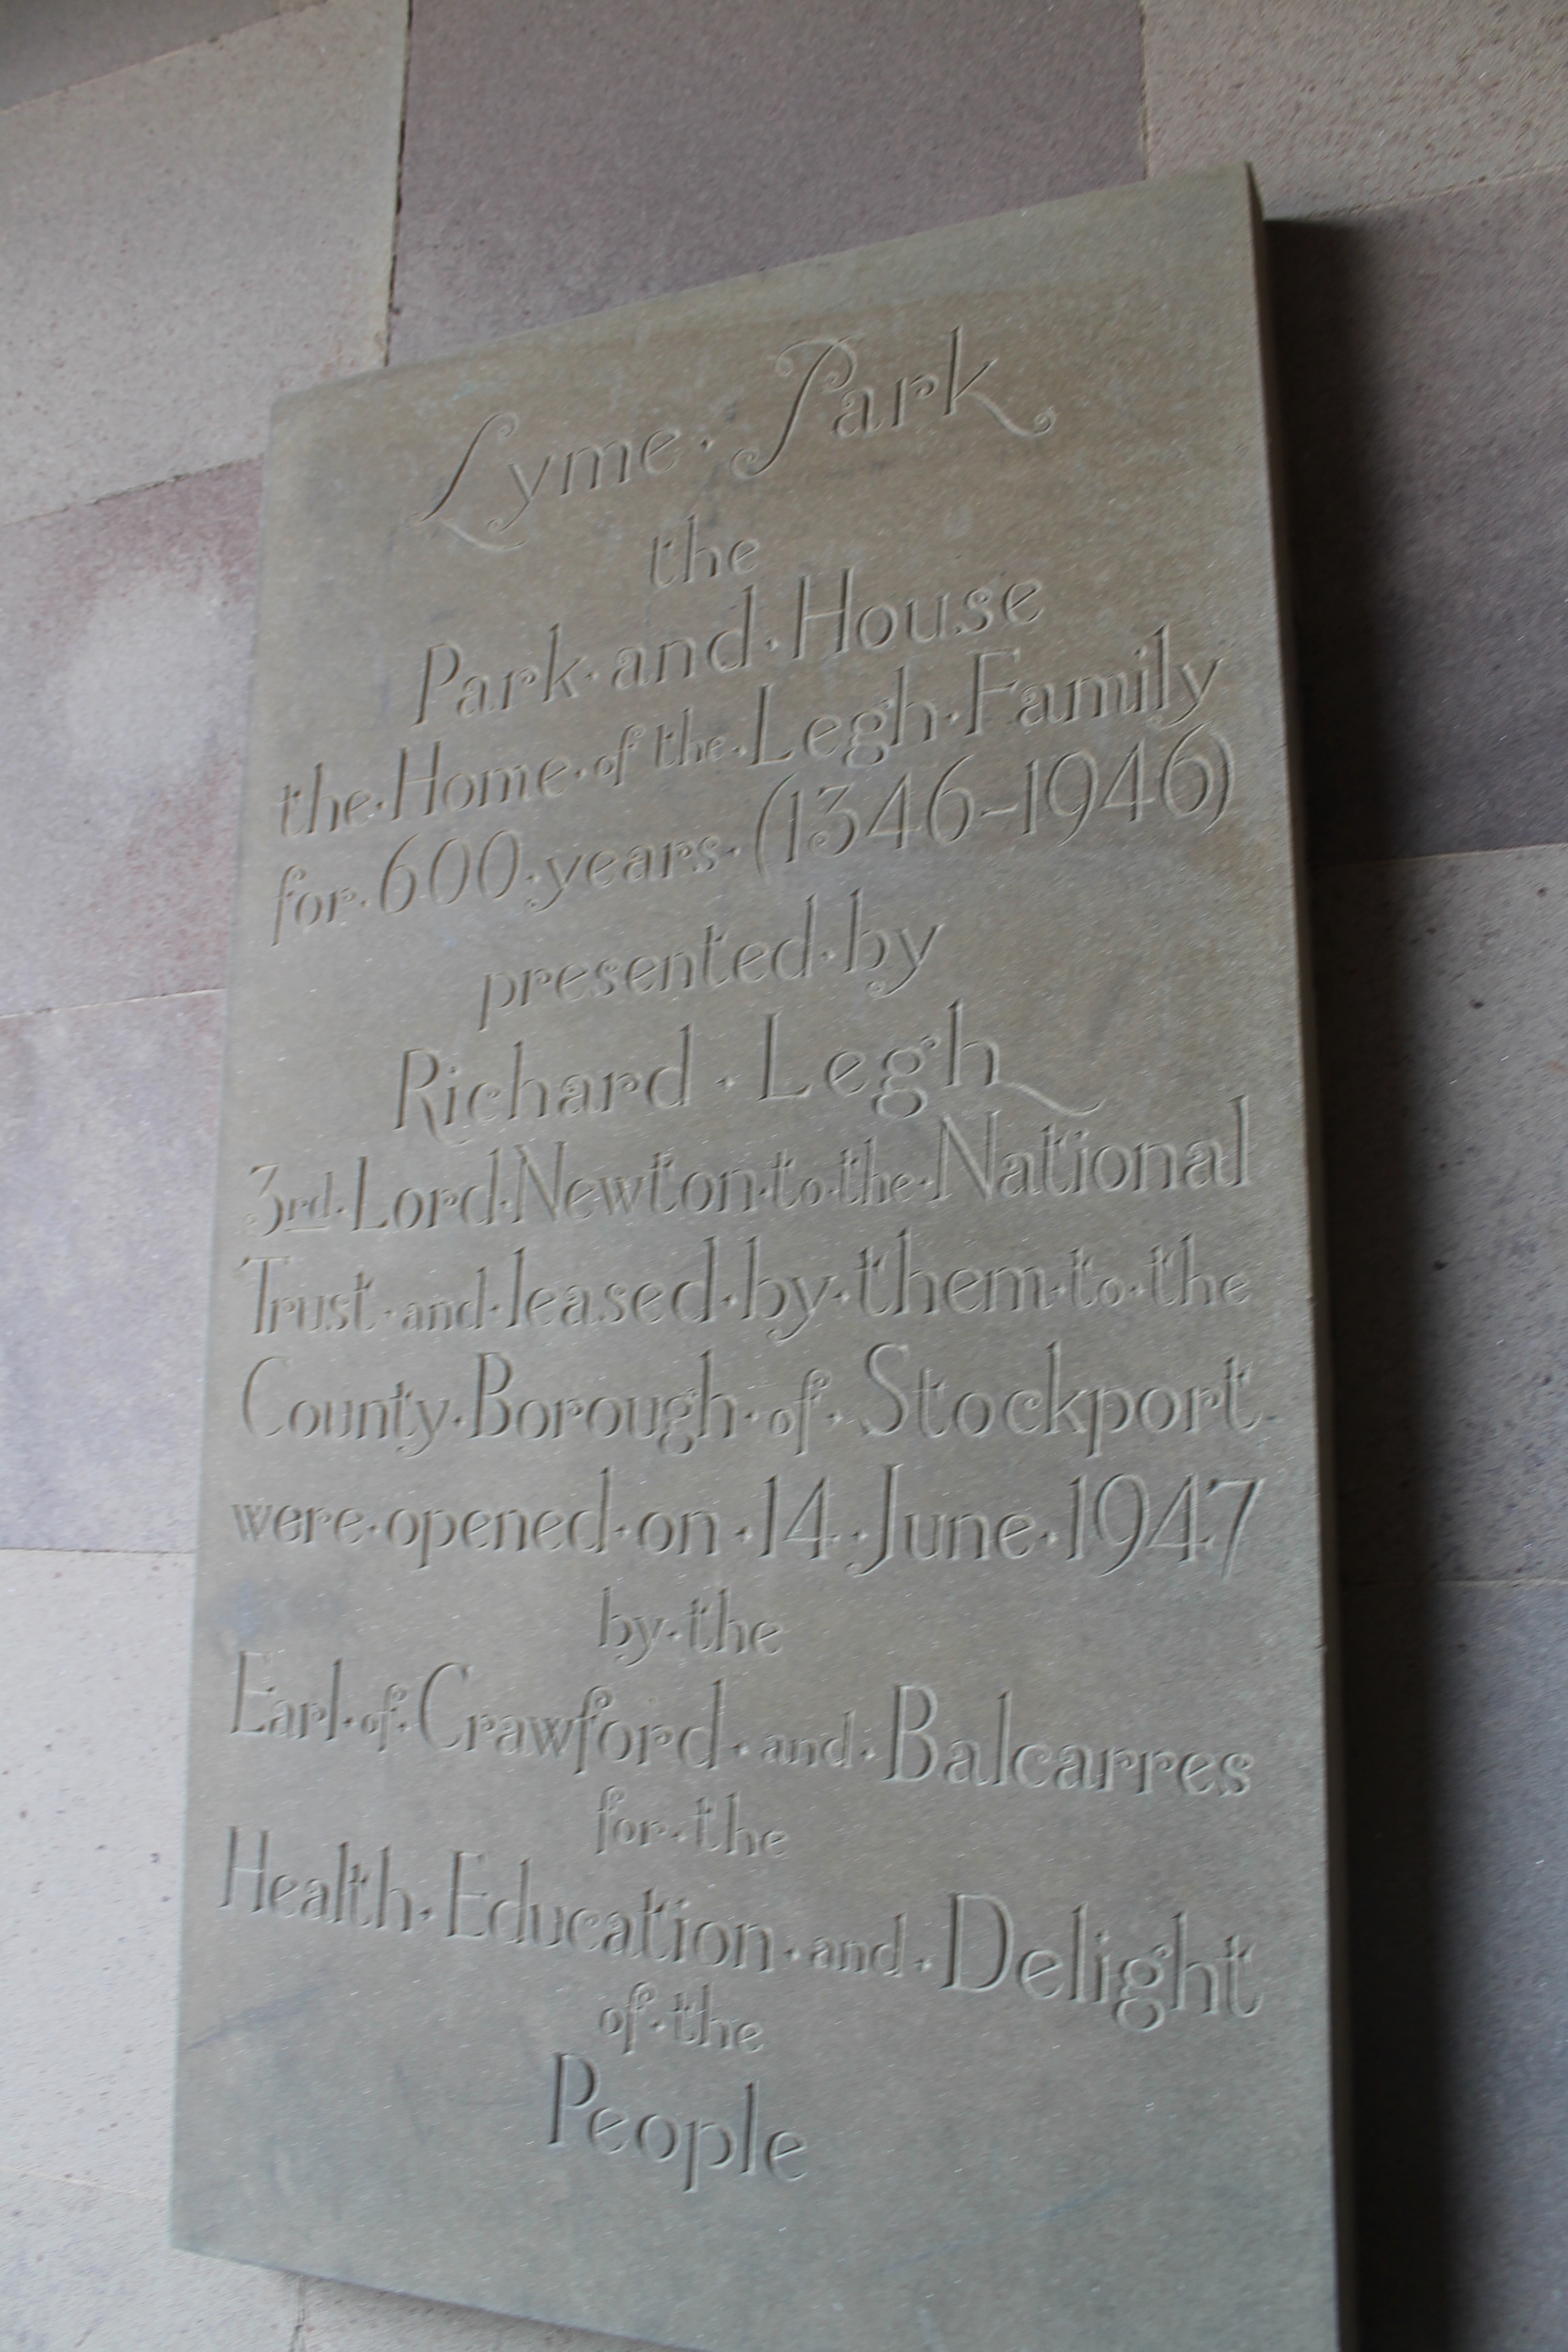 Lyme · Park
the
Park · and · House
the · Home · of · the · Legh · Family
for · 600 · years · (1346–1946)
presented · by
Richard · Legh
3rd · Lord · Newton · to · the · National
Trust · and · leased · by · them · to · the
County · Borough · of · Stockport ·
were · opened · on · 14 · June · 1947
by · the
Earl · of · Crawford · and · Balcarres
for · the
Health · Education · and · Delight
of · the
People